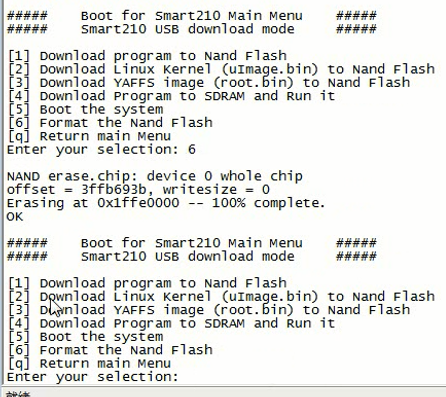 #####    Boot for Smart210 Main Menu    #####
#####    Smart210 USB download mode     #####
[1] Download program to Nand Flash
[2] Download Linux Kernel (uImage.bin) to Nand Flash
[3] Download YAFFS image (root.bin) to Nand Flash
[4] Download Program to SDRAM and Run it
[5] Boot the system
[6] Format the Nand Flash
[q] Return main Menu
Enter your selection: 6
NAND erase.chip: device 0 whole chip
offset = 3ffb693b, writesize = 0
Erasing at 0x1ffe0000 -- 100% complete.
OK
#####    Boot for Smart210 Main Menu    #####
#####    Smart210 USB download mode     #####
[1] Download program to Nand Flash
[2] Download Linux Kernel (uImage.bin) to Nand Flash
[3] Download YAFFS image (root.bin) to Nand Flash
[4] Download Program to SDRAM and Run it
[5] Boot the system
[6] Format the Nand Flash
[q] Return main Menu
Enter your selection:
就绪